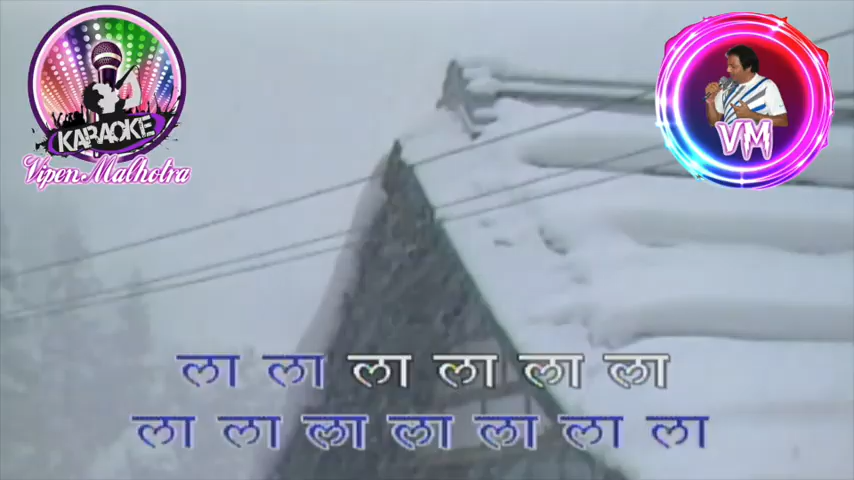 KARAOKE
Vipen Malhotra
VM
ला ला ला ला ला ला
ला ला ला ला ला ला ला